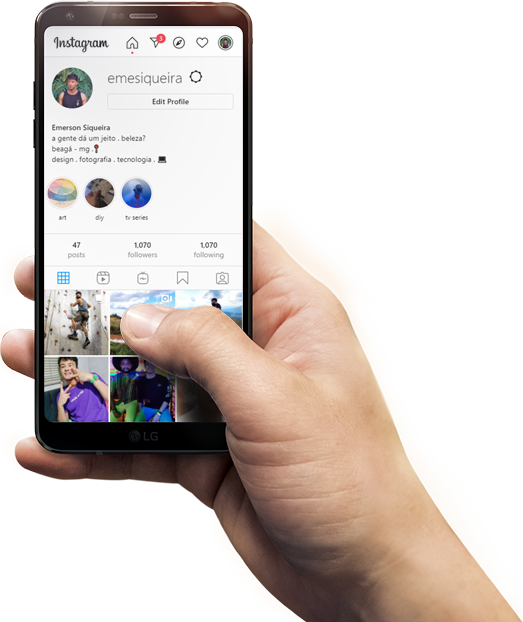 Instagram
3
emesiqueira
Edit Profile
Emerson Siqueira
a gente dá um jeito . beleza?
beagá - mg .
design . fotografia . tecnologia .
art
diy
tv series
47
posts
1,070
followers
1,070
following
LG